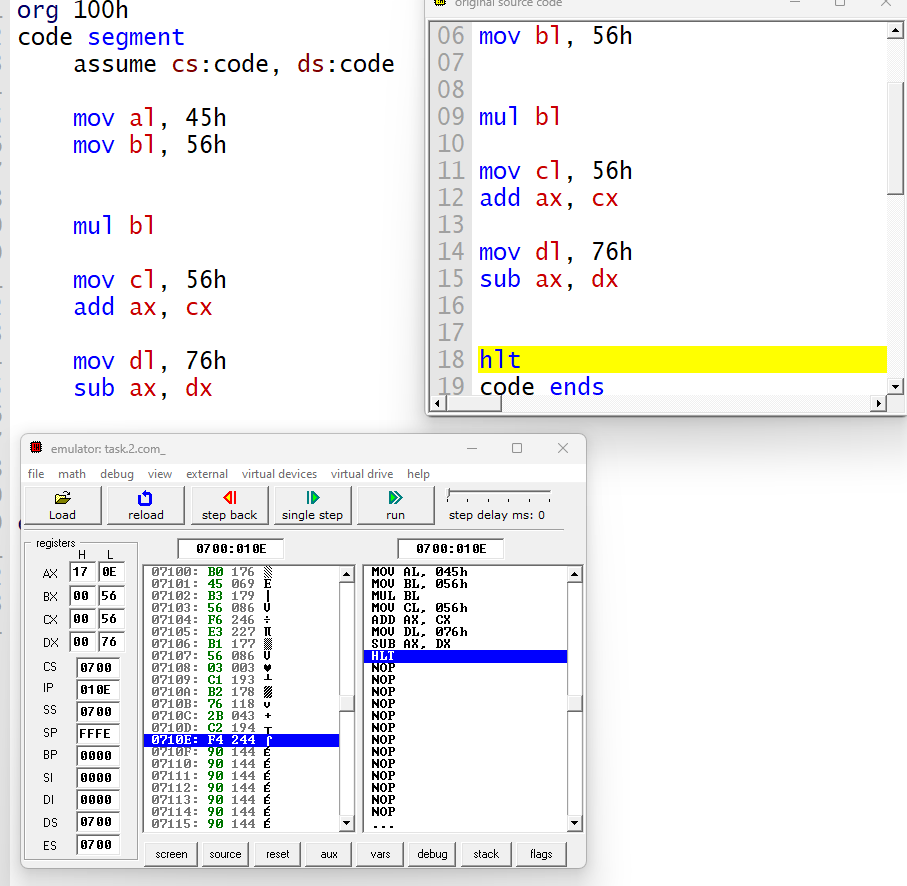 org 100h
code segment
assume cs:code, ds:code
mov al, 45h
mov bl, 56h
mul bl
mov cl, 56h
add ax, cx
mov dl, 76h
sub ax, dx
original source code
06 mov bl, 56h
07
08
09 mul bl
10
11 mov cl, 56h
12 add ax, cx
13
14 mov dl, 76h
15 sub ax, dx
16
17
18 hlt
19 code ends
emulator: task.2.com_
file math debug view external virtual devices virtual drive help
Load reload step back single step run step delay ms: 0
registers
H L
AX 17 0E
BX 00 56
CX 00 56
DX 00 76
CS 0700
IP 010E
SS 0700
SP FFFE
BP 0000
SI 0000
DI 0000
DS 0700
ES 0700
0700:010E
07100: B0 176 ▒
07101: 45 069 E
07102: B3 179 │
07103: 56 086 V
07104: F6 246 ÷
07105: E3 227 π
07106: B1 177 ▒
07107: 56 086 V
07108: 03 003 ♥
07109: C1 193 ┴
0710A: B2 178 ▓
0710B: 76 118 v
0710C: 2B 043 +
0710D: C2 194 ┬
0710E: F4 244 ⌠
0710F: 90 144 É
07110: 90 144 É
07111: 90 144 É
07112: 90 144 É
07113: 90 144 É
07114: 90 144 É
07115: 90 144 É
0700:010E
MOV AL, 045h
MOV BL, 056h
MUL BL
MOV CL, 056h
ADD AX, CX
MOV DL, 076h
SUB AX, DX
HLT
NOP
NOP
NOP
NOP
NOP
NOP
NOP
NOP
NOP
NOP
NOP
NOP
NOP
...
screen source reset aux vars debug stack flags